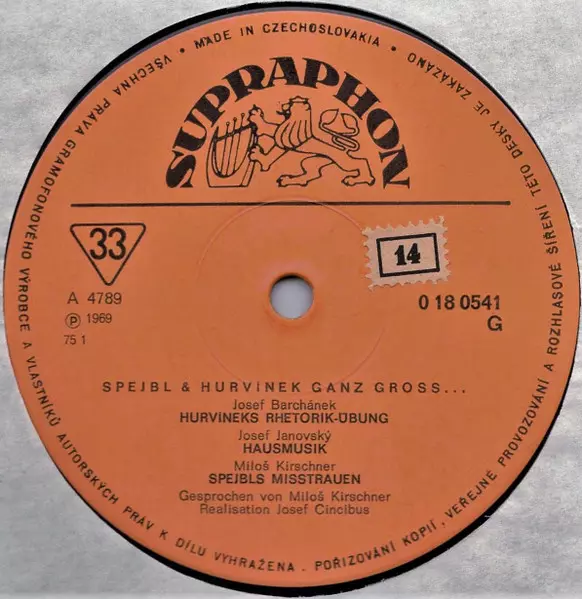 VŠECHNA PRÁVA GRAMOFONOVÉHO VÝROBCE A VLASTNÍKŮ AUTORSKÝCH PRÁV K DÍLU VYHRAŽENA. POŘIZOVÁNÍ KOPIÍ, VEŘEJNÉ PROVOZOVÁNÍ A ROZHLASOVÉ ŠÍŘENÍ TÉTO DESKY JE ZAKÁZÁNO
• MADE IN CZECHOSLOVAKIA •
SUPRAPHON
33
14
A 4789
0 18 0541
Ⓟ 1969
G
75 1
SPEJBL & HURVÍNEK GANZ GROSS...
Josef Barchánek
HURVINEKS RHETORIK-ÜBUNG
Josef Janovský
HAUSMUSIK
Miloš Kirschner
SPEJBLS MISSTRAUEN
Gesprochen von Miloš Kirschner
Realisation Josef Cincibus